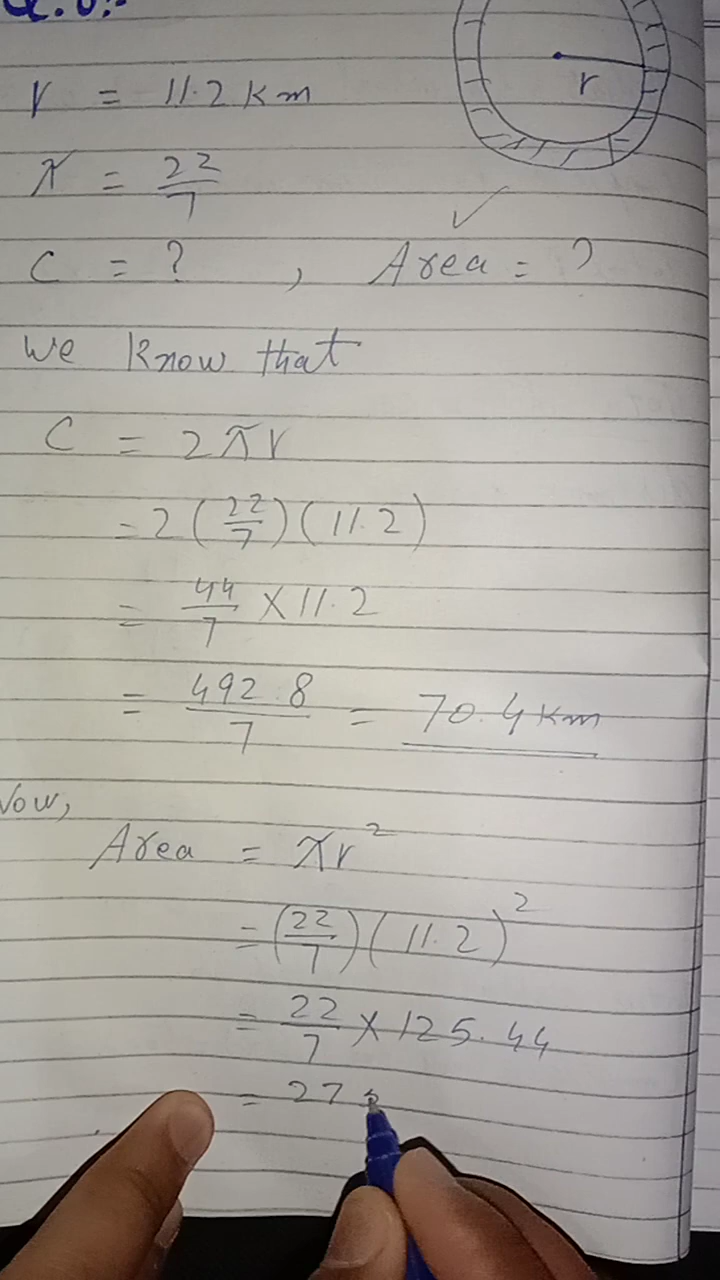 r
r = 11.2 km
π = 22/7
C = ? , Area = ?
We know that
C = 2πr
= 2(22/7)(11.2)
= 44/7 × 11.2
= 492.8/7 = 70.4 km
Now,
Area = πr²
= (22/7)(11.2)²
= 22/7 × 125.44
= 27